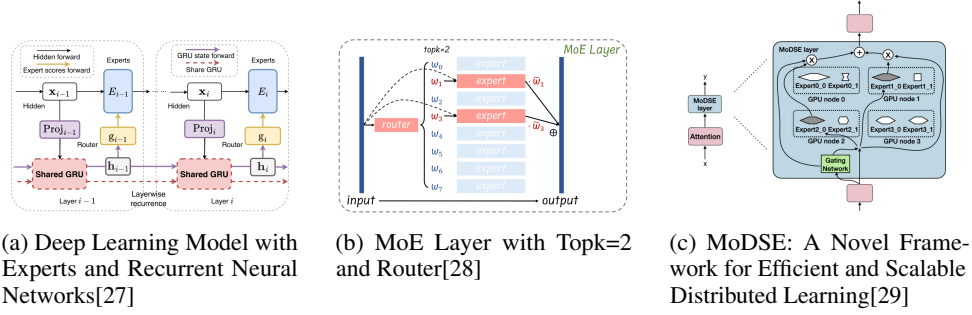 Hidden forward
Expert scores forward
Experts
x_{i-1}
E_{i-1}
Hidden
Proj_{i-1}
g_{i-1}
Router
Shared GRU
h_{i-1}
Layer i − 1
GRU state forward
Share GRU
Experts
x_i
E_i
Hidden
Proj_i
g_i
Router
Shared GRU
h_i
Layer i
Layerwise
recurrence
topk=2
MoE Layer
ω_0 expert
ω_1 expert ω̃_1
ω_2 expert
ω_3 expert ω̃_3
router
ω_4 expert
ω_5 expert
ω_6 expert
ω_7 expert
⊕
input output
y
MoDSE
layer
Attention
x
MoDSE layer
X + X
Expert0_0 Expert0_1
GPU node 0
Expert1_0 Expert1_1
GPU node 1
Expert2_0 Expert2_1
GPU node 2
Expert3_0 Expert3_1
GPU node 3
Gating
Network
(a) Deep Learning Model with
Experts and Recurrent Neural
Networks[27]
(b) MoE Layer with Topk=2
and Router[28]
(c) MoDSE: A Novel Frame-
work for Efficient and Scalable
Distributed Learning[29]